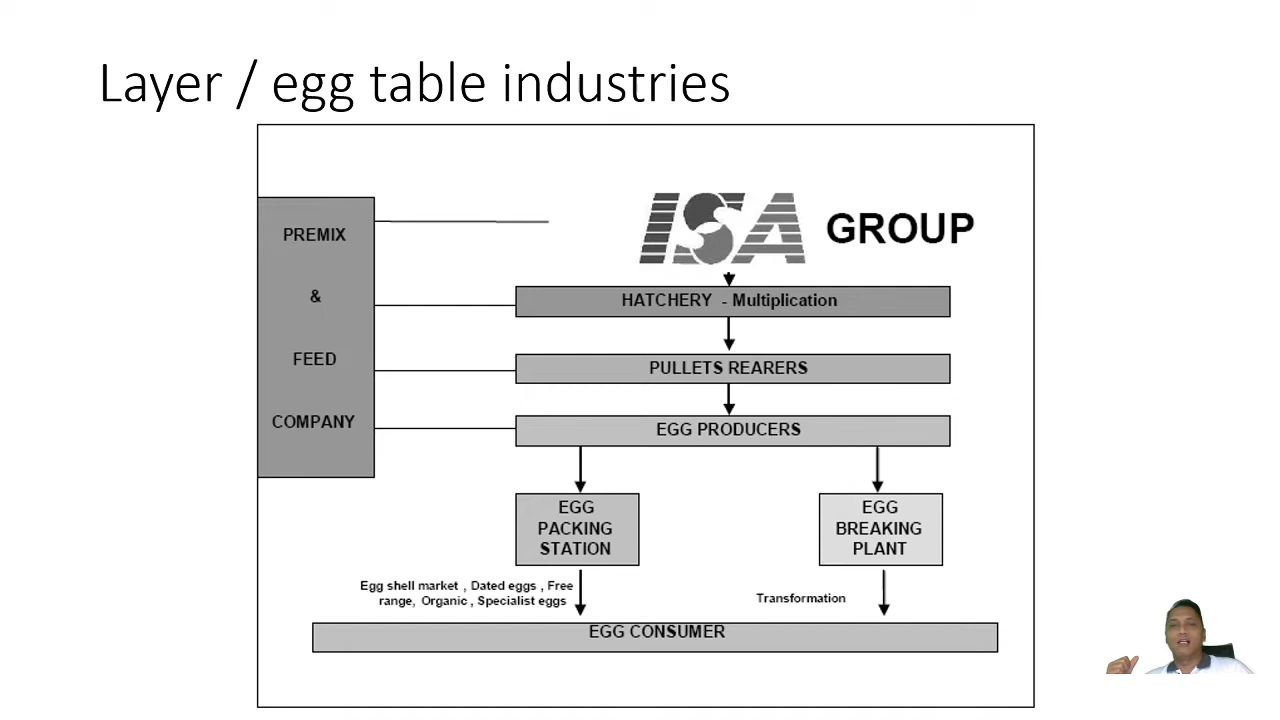 Layer / egg table industries
PREMIX
&
FEED
COMPANY
ISA GROUP
HATCHERY - Multiplication
PULLETS REARERS
EGG PRODUCERS
EGG
PACKING
STATION
EGG
BREAKING
PLANT
Egg shell market , Dated eggs , Free
range, Organic , Specialist eggs
Transformation
EGG CONSUMER